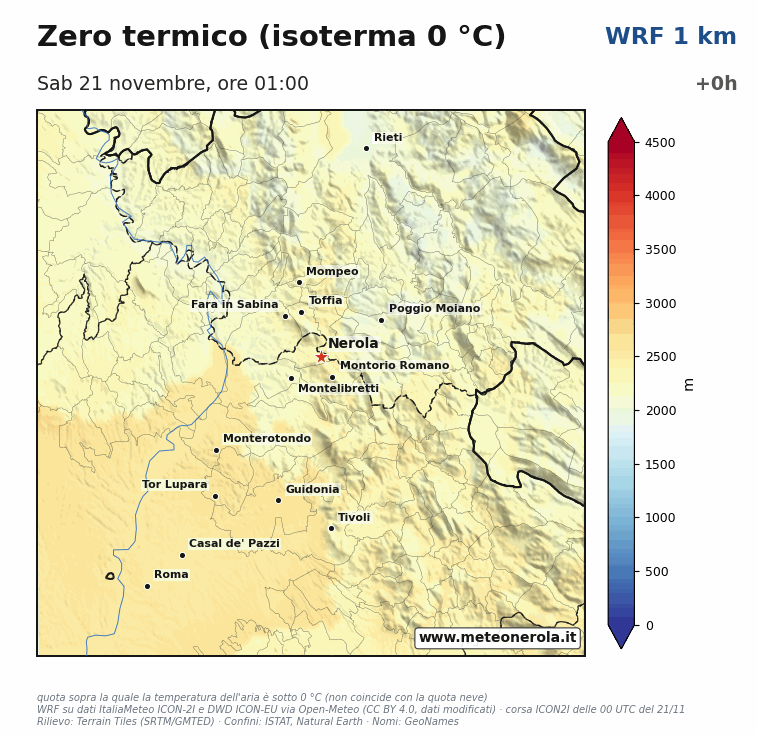 Zero termico (isoterma 0 °C)
WRF 1 km
Sab 21 novembre, ore 01:00
+0h
Rieti
Mompeo
Fara in Sabina
Toffia
Poggio Moiano
Nerola
Montorio Romano
Montelibretti
Monterotondo
Tor Lupara
Guidonia
Tivoli
Casal de' Pazzi
Roma
www.meteonerola.it
4500
4000
3500
3000
2500
2000
1500
1000
500
0
m
quota sopra la quale la temperatura dell'aria è sotto 0 °C (non coincide con la quota neve)
WRF su dati ItaliaMeteo ICON-2I e DWD ICON-EU via Open-Meteo (CC BY 4.0, dati modificati) · corsa ICON2I delle 00 UTC del 21/11
Rilievo: Terrain Tiles (SRTM/GMTED) · Confini: ISTAT, Natural Earth · Nomi: GeoNames